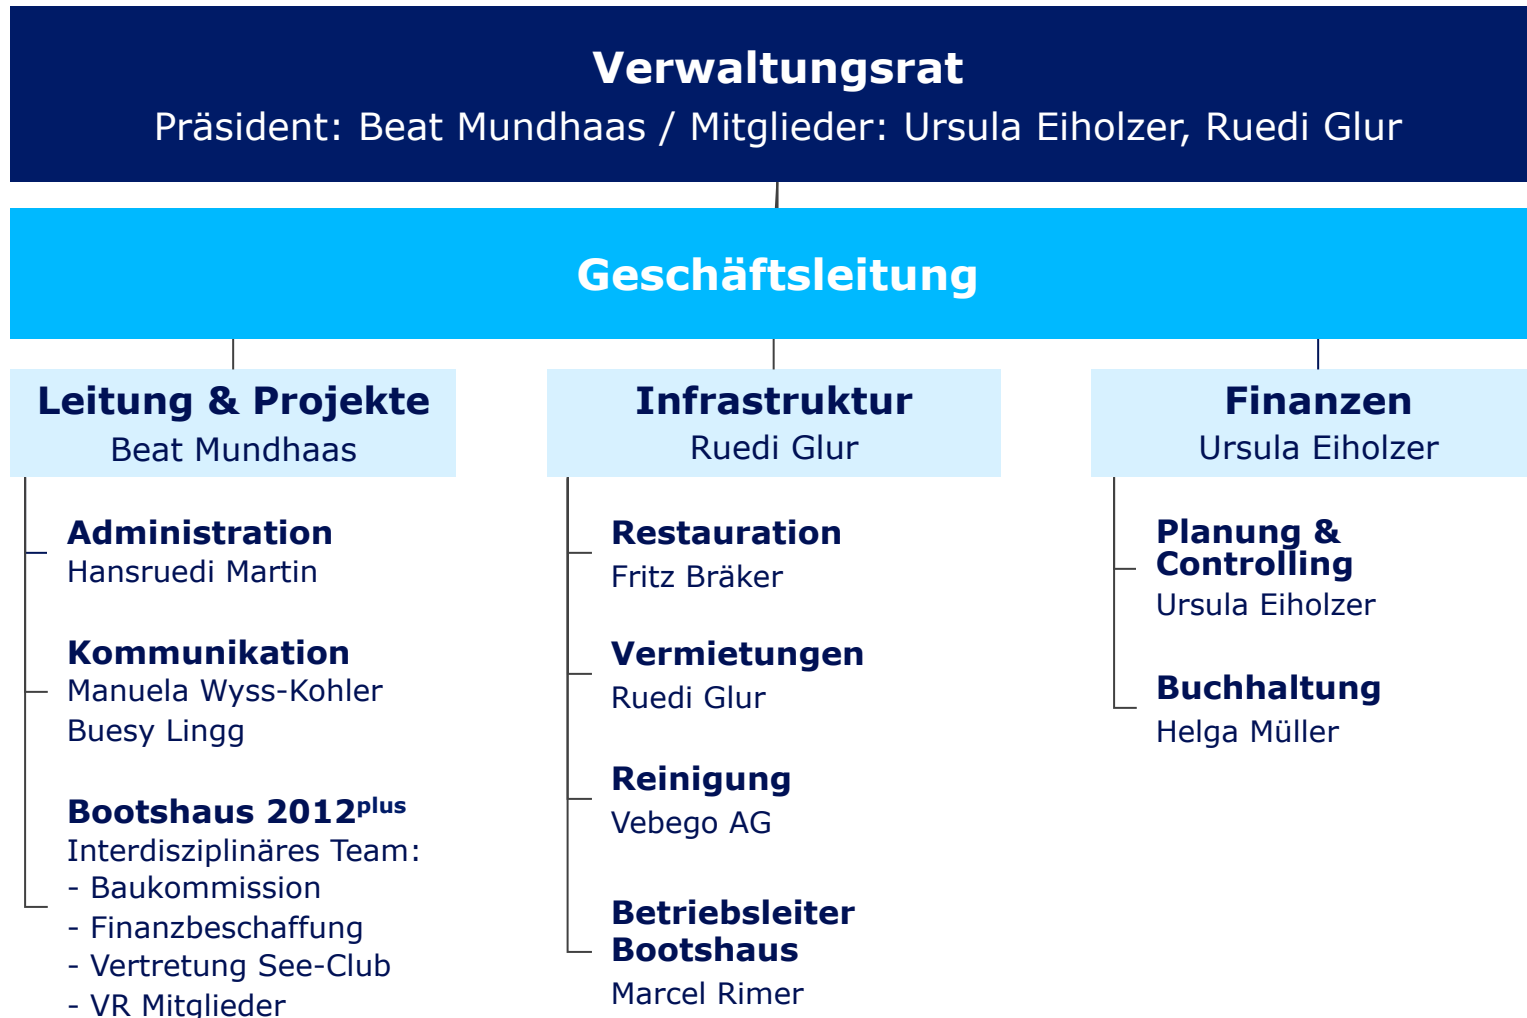 Verwaltungsrat
Präsident: Beat Mundhaas / Mitglieder: Ursula Eiholzer, Ruedi Glur
Geschäftsleitung
Leitung & Projekte
Beat Mundhaas
Administration
Hansruedi Martin
Kommunikation
Manuela Wyss-Kohler
Buesy Lingg
Bootshaus 2012plus
Interdisziplinäres Team:
- Baukommission
- Finanzbeschaffung
- Vertretung See-Club
- VR Mitglieder
Infrastruktur
Ruedi Glur
Restauration
Fritz Bräker
Vermietungen
Ruedi Glur
Reinigung
Vebego AG
Betriebsleiter
Bootshaus
Marcel Rimer
Finanzen
Ursula Eiholzer
Planung &
Controlling
Ursula Eiholzer
Buchhaltung
Helga Müller